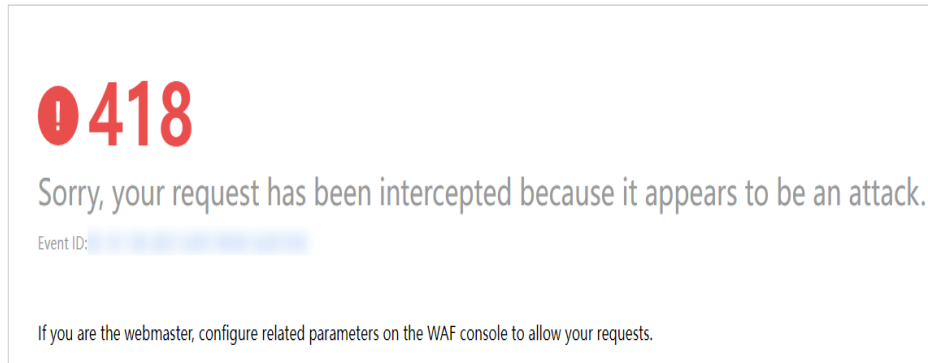 ! 418
Sorry, your request has been intercepted because it appears to be an attack.
Event ID:
If you are the webmaster, configure related parameters on the WAF console to allow your requests.